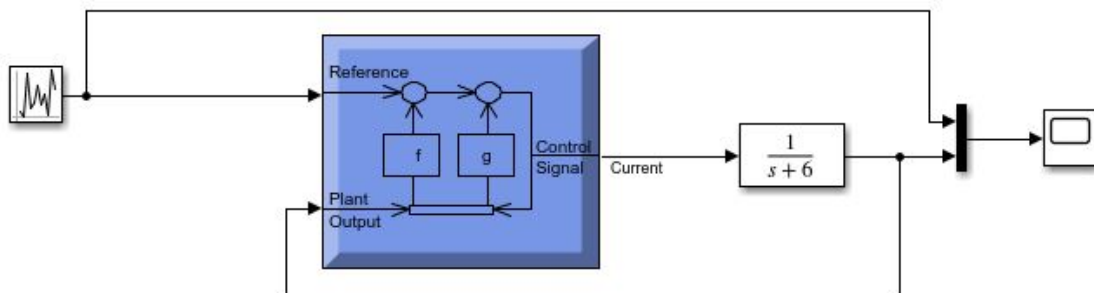 Reference
f
g
Control
Signal
Plant
Output
Current
1
s + 6